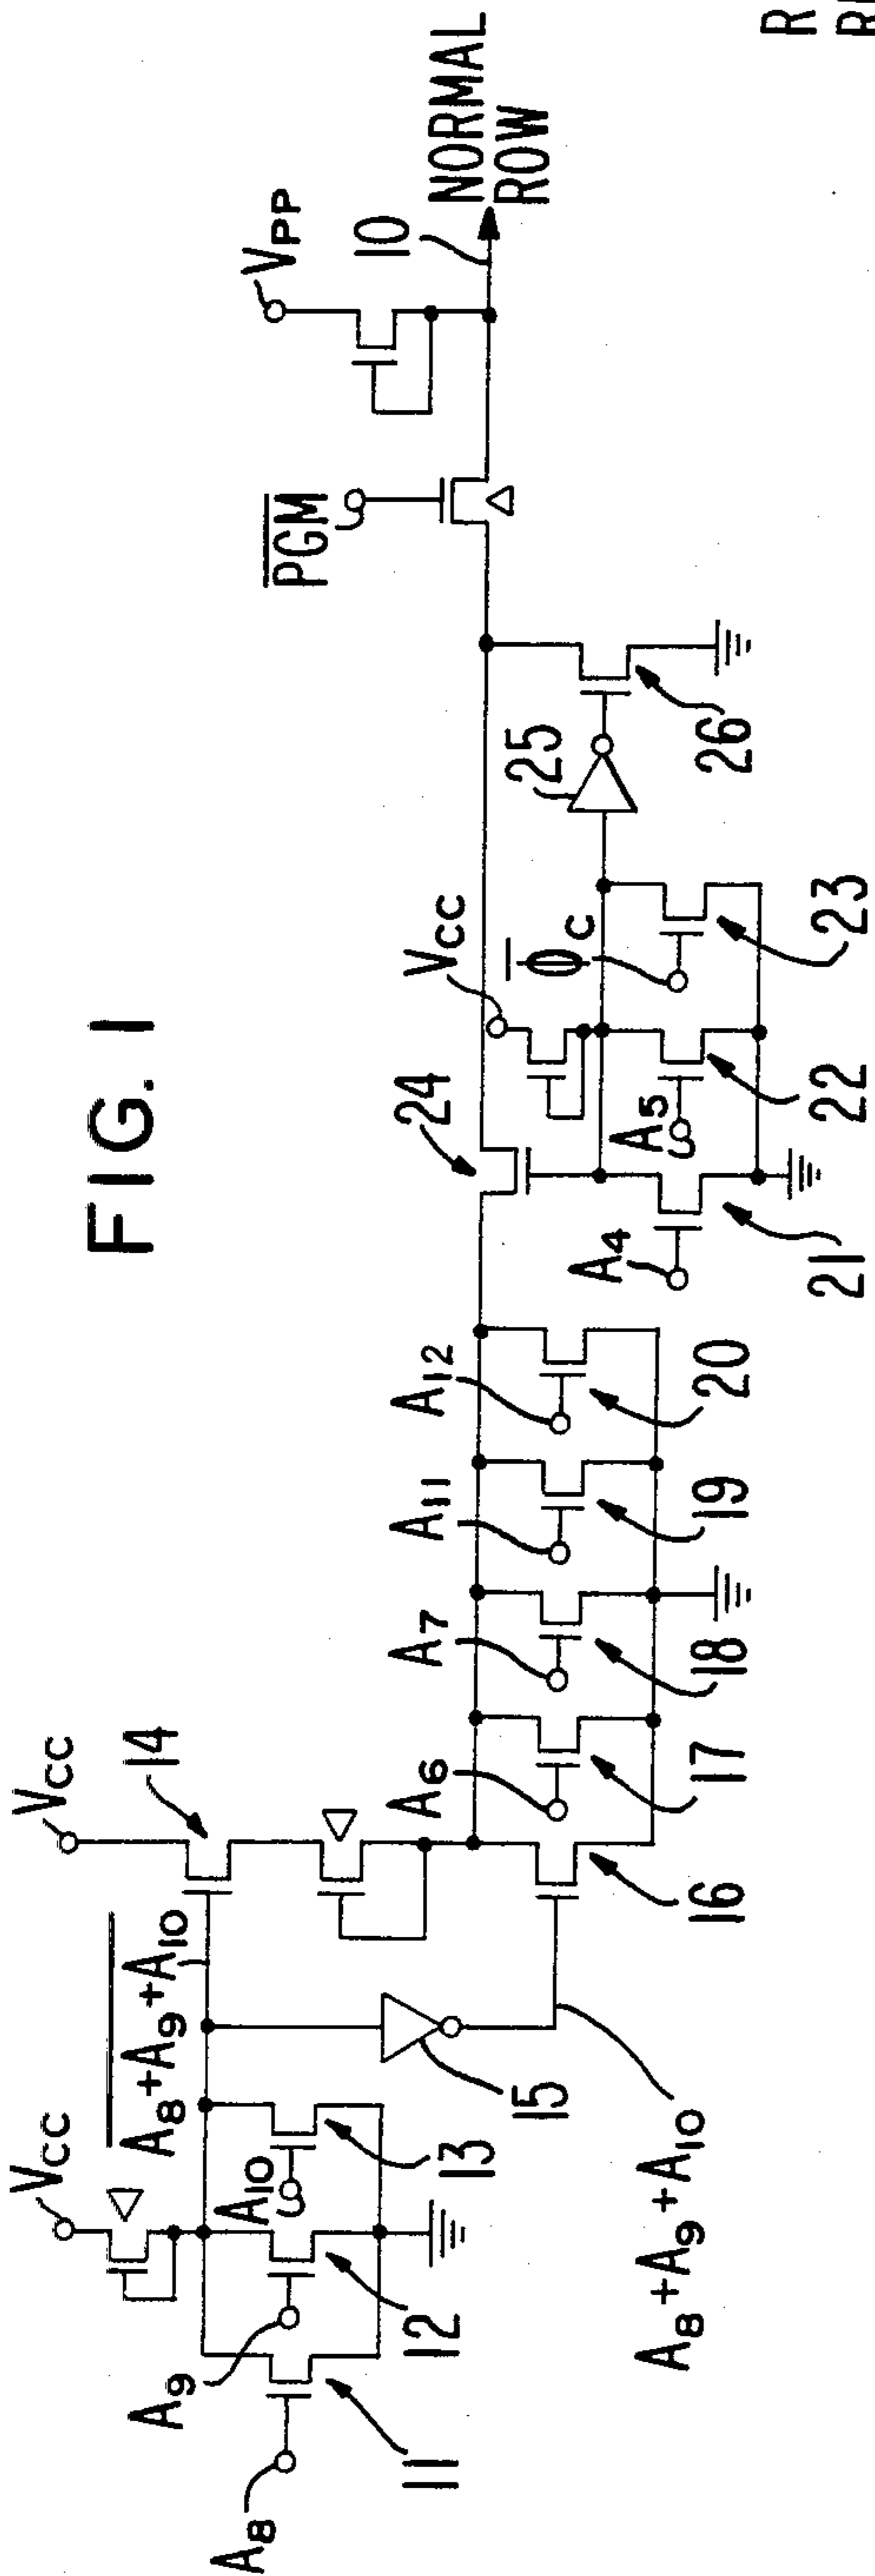 FIG. 1
VCC
A8+A9+A10
VCC
14
A8
A9
A10
11
12
13
15
A8+A9+A10
16
A6
17
A7
18
A11
19
A12
20
24
VCC
A4
A5
ΦC
21
22
23
25
26
PGM
VPP
10
NORMAL
ROW
R